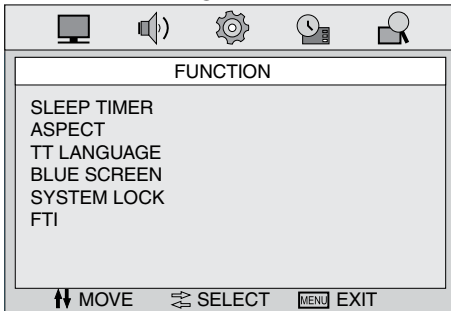 FUNCTION
SLEEP TIMER
ASPECT
TT LANGUAGE
BLUE SCREEN
SYSTEM LOCK
FTI
MOVE SELECT MENU EXIT